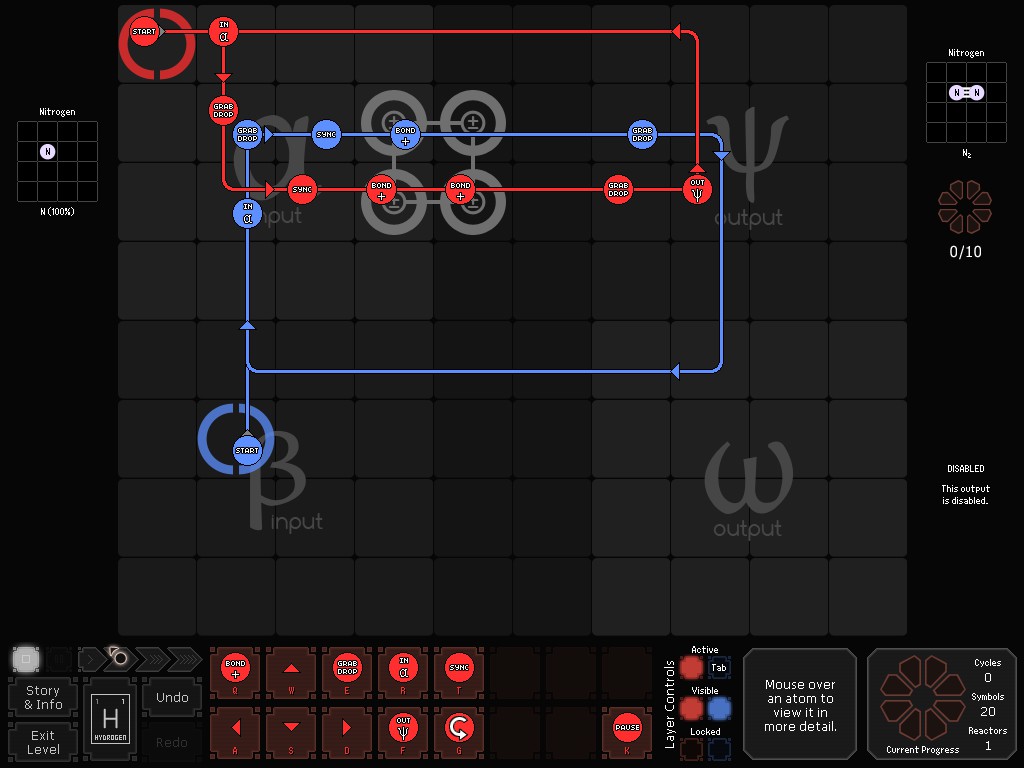 START
IN
α
GRAB
DROP
GRAB
DROP
SYNC
BOND
+
GRAB
DROP
SYNC
BOND
+
BOND
+
GRAB
DROP
OUT
ψ
IN
α
START
α
input
ψ
output
β
input
ω
output
Nitrogen
N
N (100%)
Nitrogen
N = N
N₂
0/10
DISABLED
This output
is disabled.
Story
& Info
Exit
Level
1 1
H
HYDROGEN
Undo
Redo
BOND
+
Q
W
GRAB
DROP
E
IN
α
R
SYNC
T
A
S
D
OUT
ψ
F
G
PAUSE
K
Layer Controls
Active
Tab
Visible
Locked
Mouse over
an atom to
view it in
more detail.
Cycles
0
Symbols
20
Reactors
1
Current Progress